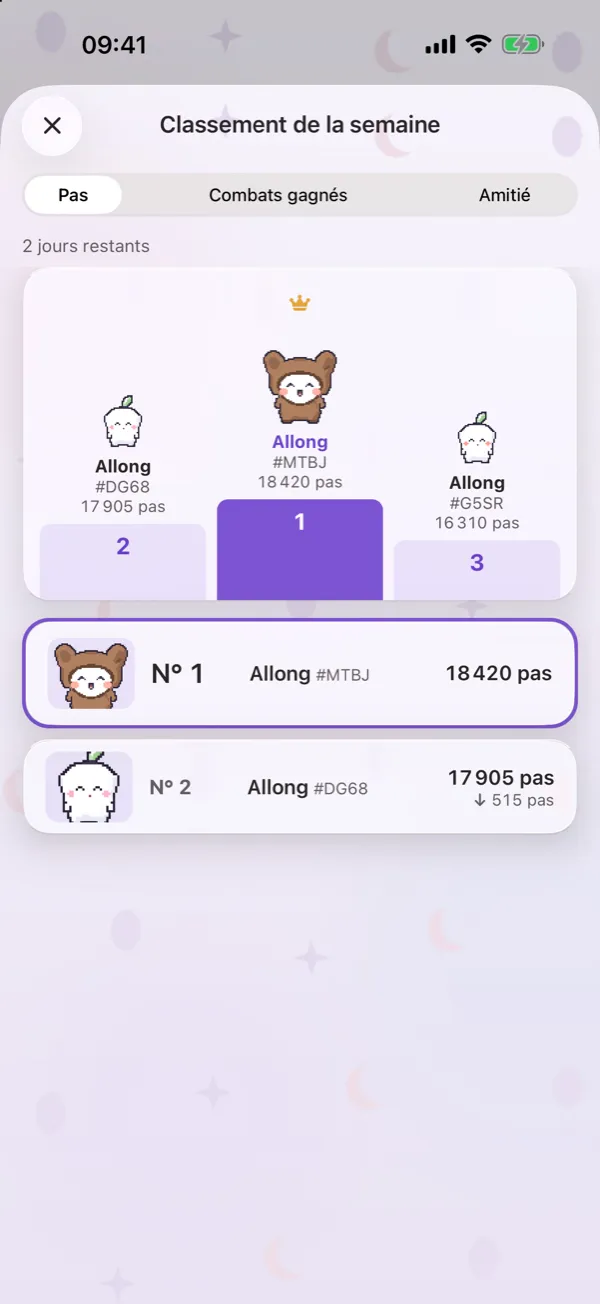 09:41
Classement de la semaine
Pas
Combats gagnés
Amitié
2 jours restants
Allong
#MTBJ
18 420 pas
1
Allong
#DG68
17 905 pas
2
Allong
#G5SR
16 310 pas
3
N° 1 Allong #MTBJ 18 420 pas
N° 2 Allong #DG68 17 905 pas
↓ 515 pas